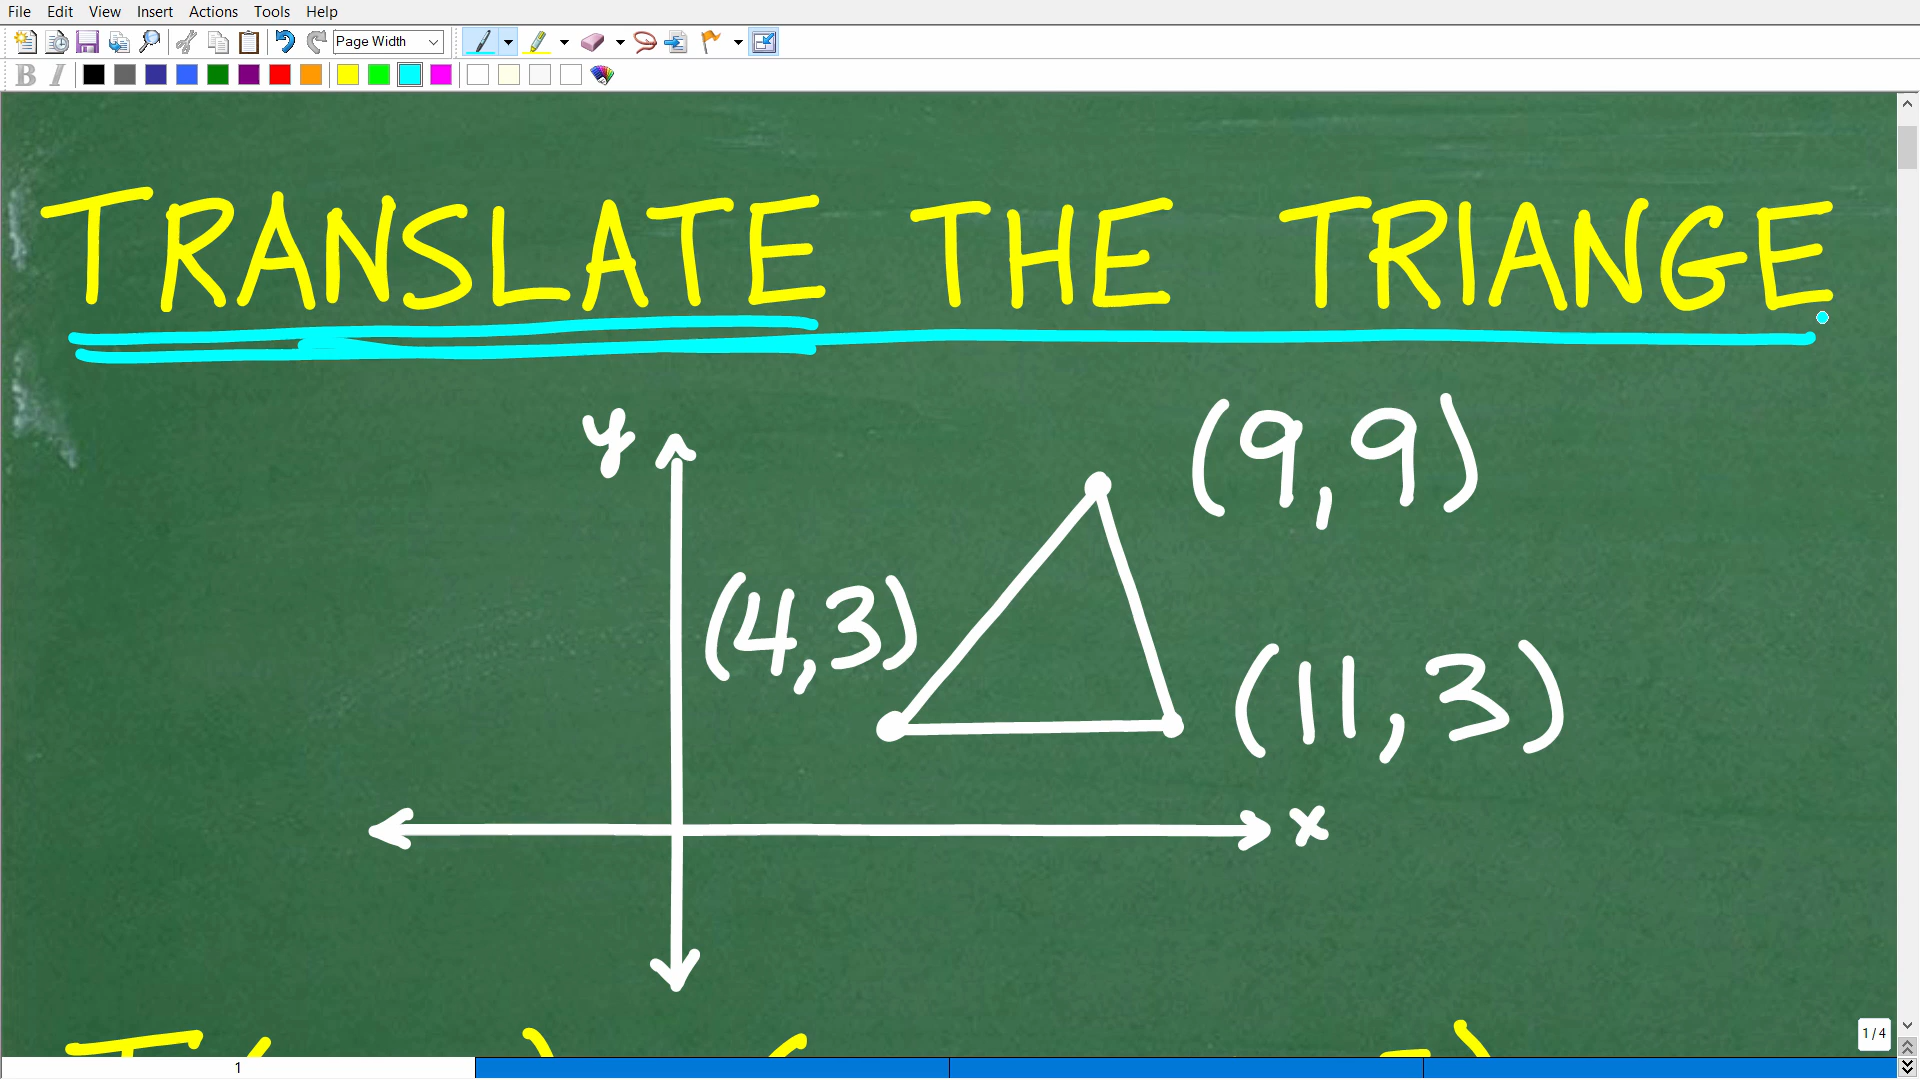 File Edit View Insert Actions Tools Help
Page Width
B I
TRANSLATE THE TRIANGE
y
(9,9)
(4,3)
(11,3)
x
1 / 4
1